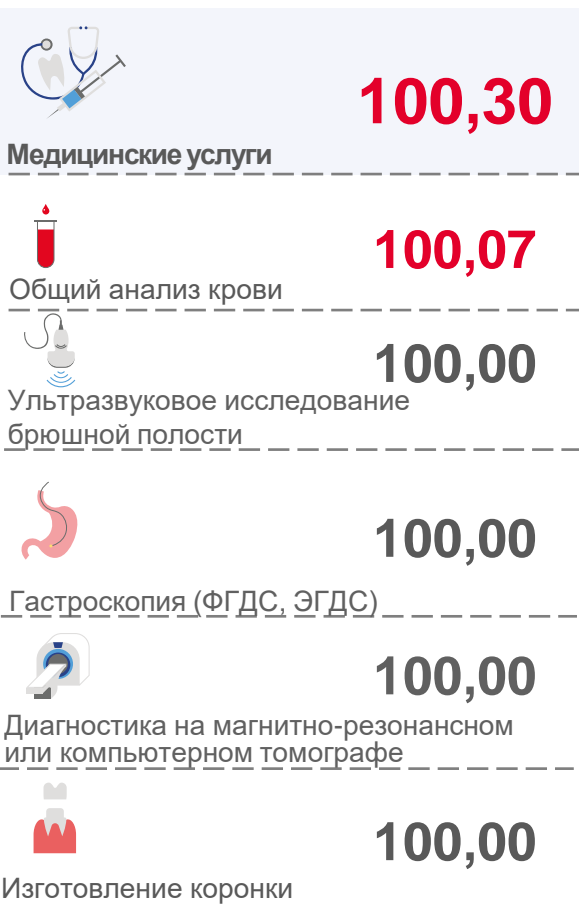 100,30
Медицинские услуги
100,07
Общий анализ крови
100,00
Ультразвуковое исследование
брюшной полости
100,00
Гастроскопия (ФГДС, ЭГДС)
100,00
Диагностика на магнитно-резонансном
или компьютерном томографе
100,00
Изготовление коронки